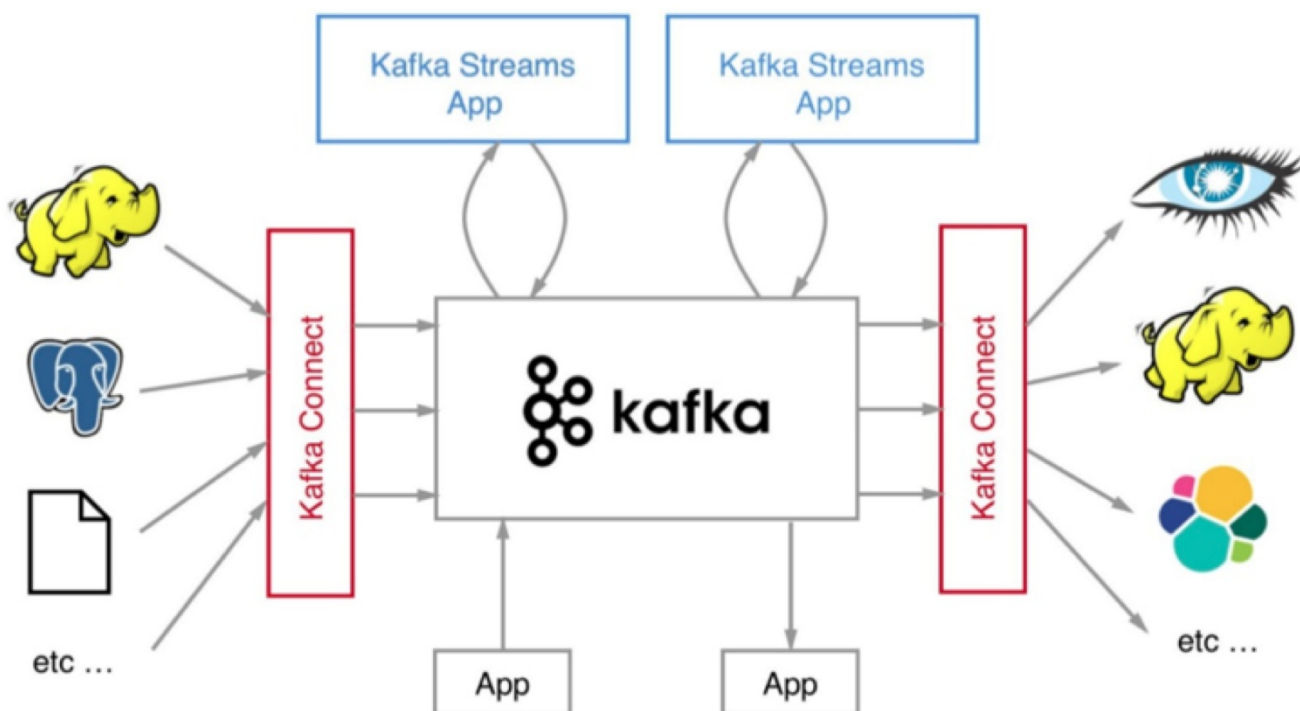 Kafka Streams
App
Kafka Streams
App
Kafka Connect
kafka
Kafka Connect
etc ...
etc ...
App
App